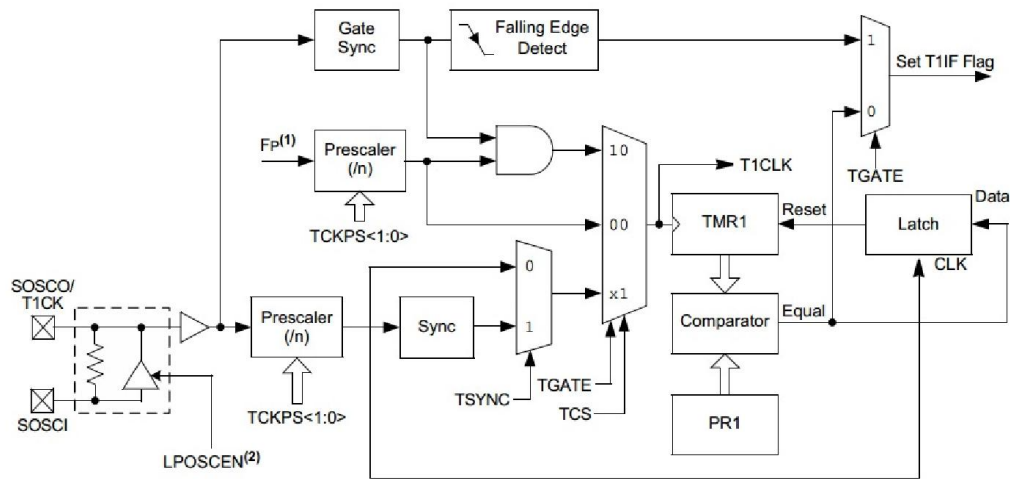 Gate
Sync
Falling Edge
Detect
1
Set T1IF Flag
0
TGATE
FP(1)
Prescaler
(/n)
TCKPS<1:0>
10
00
x1
T1CLK
TMR1
Reset
Latch
Data
CLK
SOSCO/
T1CK
SOSCI
Prescaler
(/n)
TCKPS<1:0>
LPOSCEN(2)
Sync
0
1
TSYNC
TGATE
TCS
Comparator
Equal
PR1